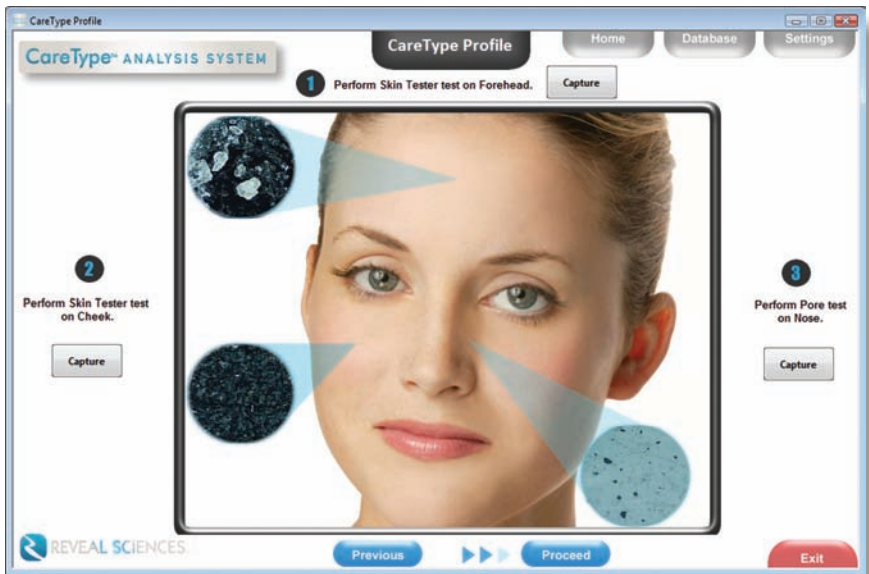 CareType Profile
CareType™ ANALYSIS SYSTEM
CareType Profile
Home
Database
Settings
1
Perform Skin Tester test on Forehead.
Capture
2
Perform Skin Tester test
on Cheek.
Capture
3
Perform Pore test
on Nose.
Capture
REVEAL SCIENCES
Previous
Proceed
Exit